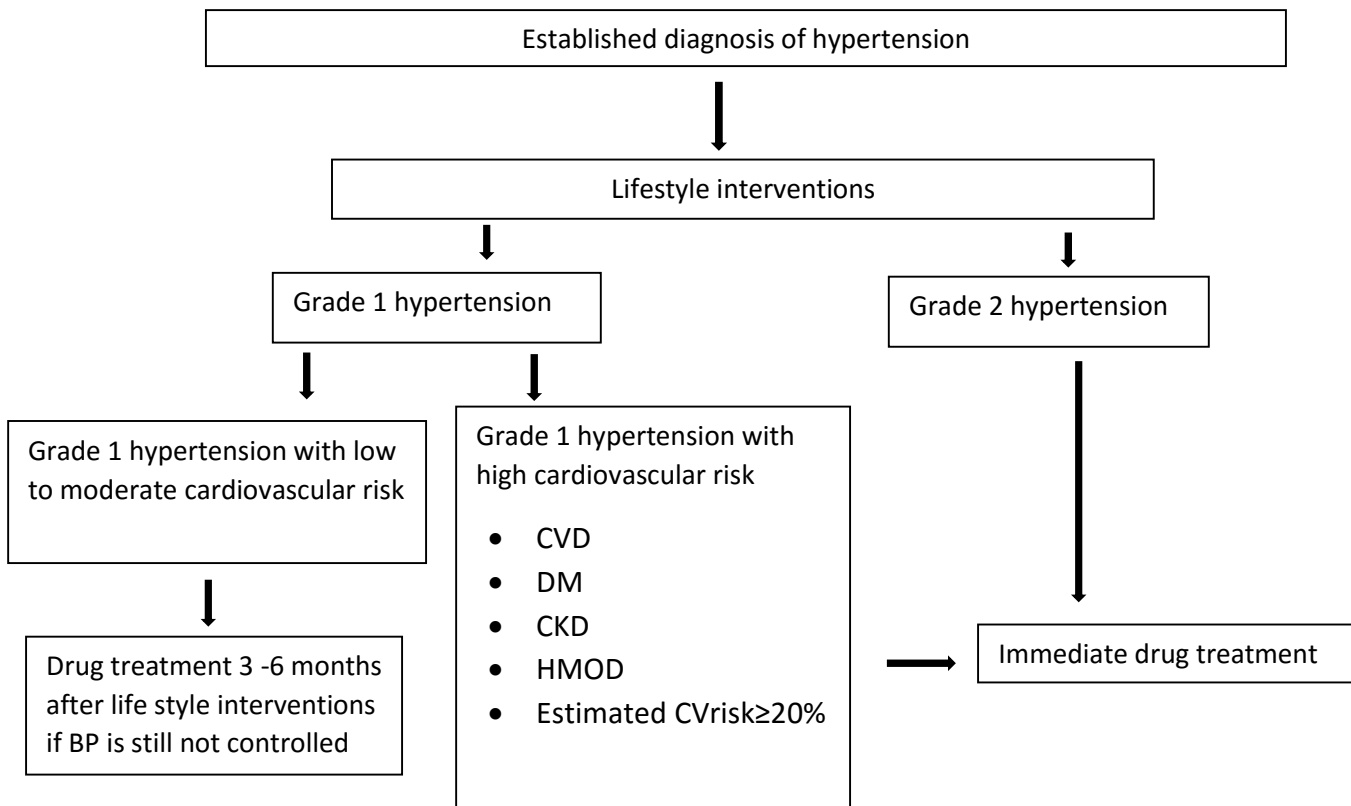 Established diagnosis of hypertension
Lifestyle interventions
Grade 1 hypertension
Grade 2 hypertension
Grade 1 hypertension with low
to moderate cardiovascular risk
Grade 1 hypertension with
high cardiovascular risk
• CVD
• DM
• CKD
• HMOD
• Estimated CVrisk≥20%
Drug treatment 3 -6 months
after life style interventions
if BP is still not controlled
Immediate drug treatment